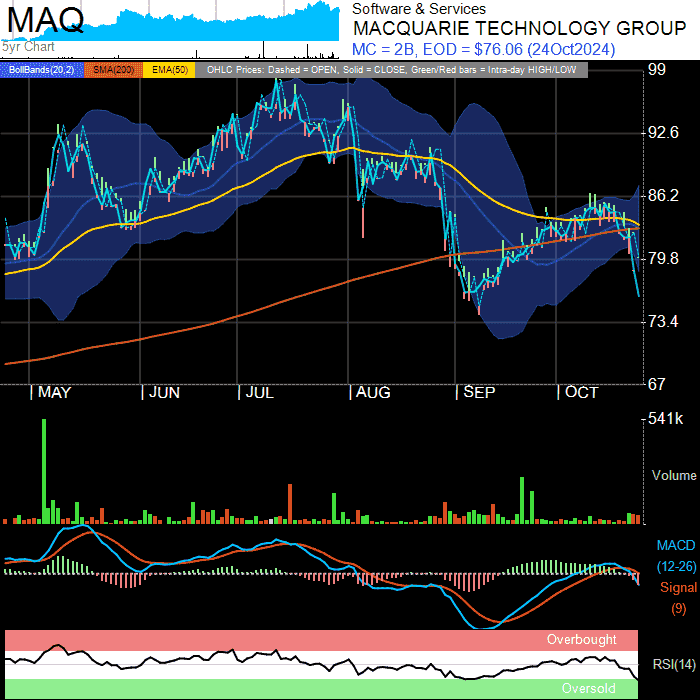 MAQ
Software & Services
MACQUARIE TECHNOLOGY GROUP
MC = 2B, EOD = $76.06 (24Oct2024)
5yr Chart
BollBands(20,2) SMA(200) EMA(50) OHLC Prices: Dashed = OPEN, Solid = CLOSE, Green/Red bars = Intra-day HIGH/LOW
99
92.6
86.2
79.8
73.4
67
MAY JUN JUL AUG SEP OCT
541k
Volume
MACD
(12-26)
Signal
(9)
Overbought
RSI(14)
Oversold